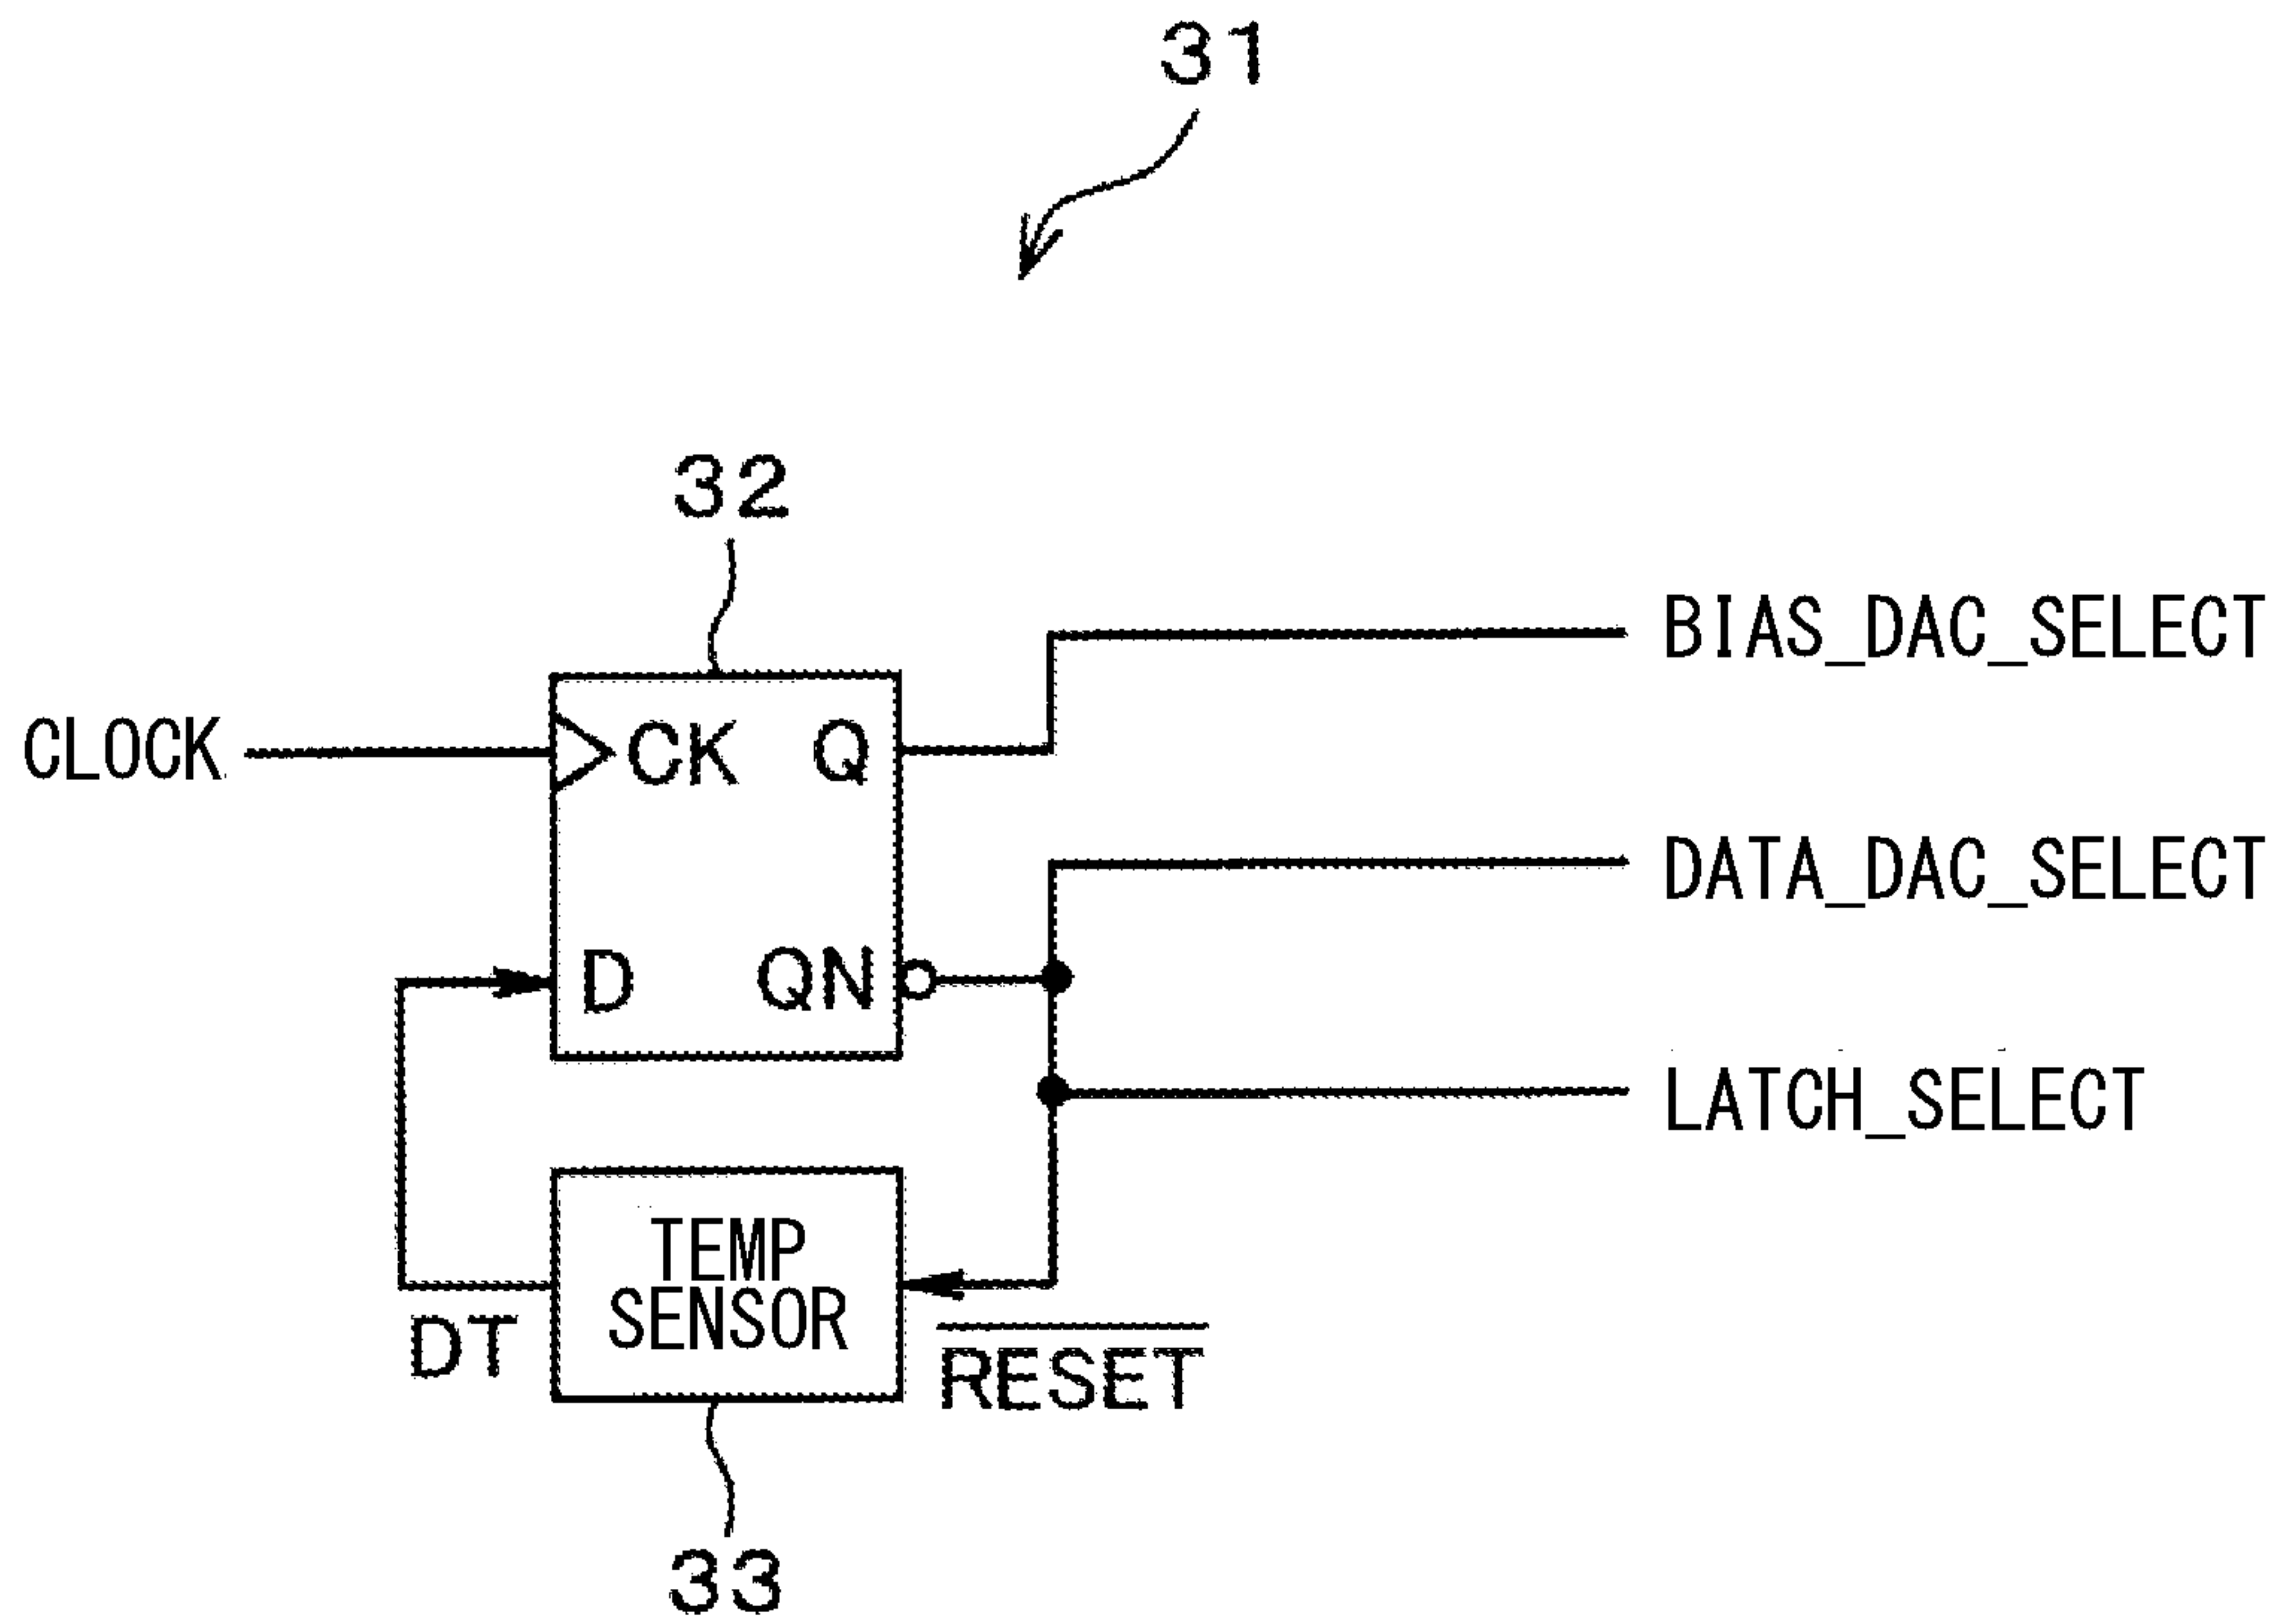 31
32
BIAS_DAC_SELECT
CLOCK
CK Q
DATA_DAC_SELECT
D QN
LATCH_SELECT
TEMP
SENSOR
DT
RESET
33